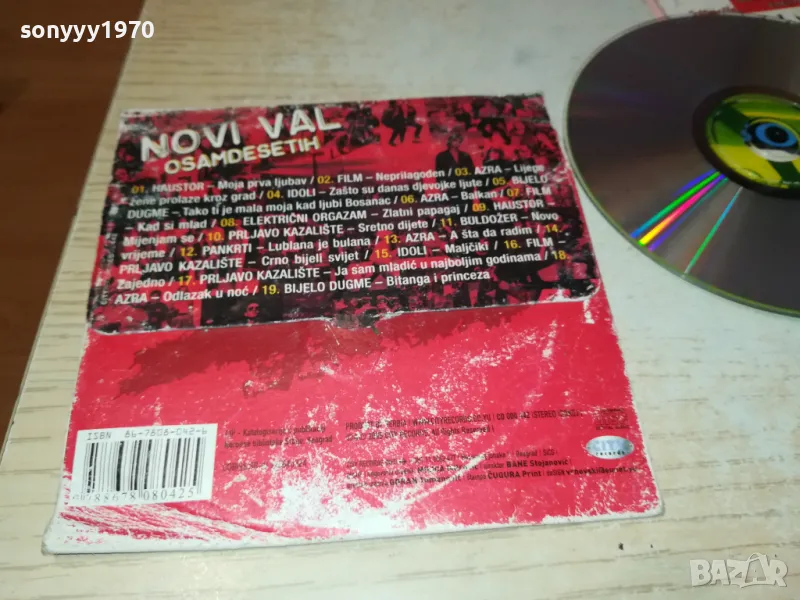 sonyyy1970
NOVI VAL
OSAMDESETIH
01. HAUSTOR – Moja prva ljubav / 02. FILM – Neprilagođen / 03. AZRA – Lijepe
žene prolaze kroz grad / 04. IDOLI – Zašto su danas djevojke ljute / 05. BIJELO
DUGME – Tako ti je mala moja kad ljubi Bosanac / 06. AZRA – Balkan / 07. FILM
– Kad si mlad / 08. ELEKTRIČNI ORGAZAM – Zlatni papagaj / 09. HAUSTOR –
Mijenjam se / 10. PRLJAVO KAZALIŠTE – Sretno dijete / 11. BULDOŽER – Novo
vrijeme / 12. PANKRTI – Lublana je bulana / 13. AZRA – A šta da radim / 14.
PRLJAVO KAZALIŠTE – Crno bijeli svijet / 15. IDOLI – Maljčiki / 16. FILM –
Zajedno / 17. PRLJAVO KAZALIŠTE – Ja sam mladić u najboljim godinama / 18.
AZRA – Odlazak u noć / 19. BIJELO DUGME – Bitanga i princeza
ISBN 86-7808-042-6
9788678080425
CITY
records
BAZAR